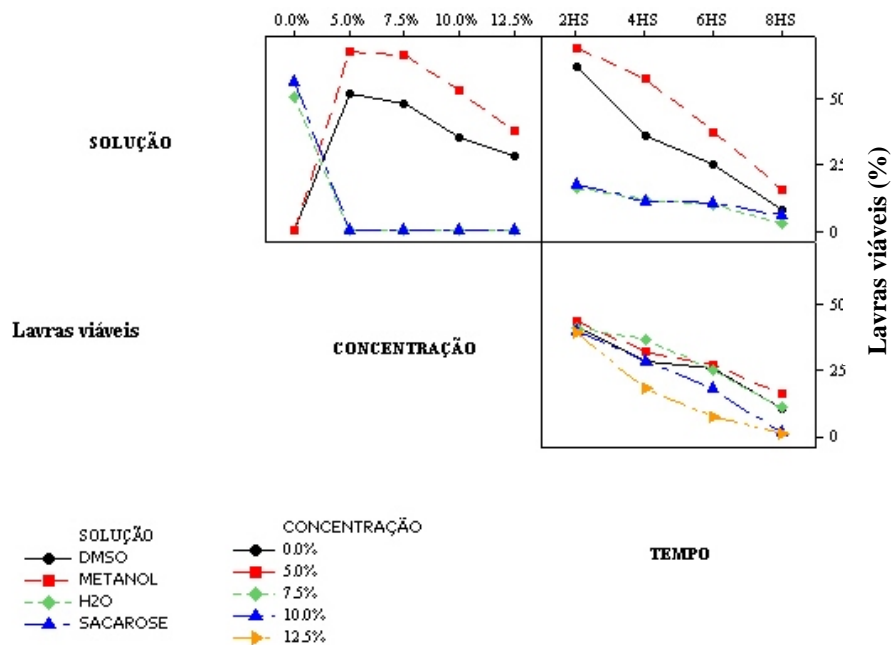 0.0% 5.0% 7.5% 10.0% 12.5% 2HS 4HS 6HS 8HS
SOLUÇÃO
50
25
0
Lavras viáveis (%)
Lavras viáveis
CONCENTRAÇÃO
50
25
0
SOLUÇÃO
DMSO
METANOL
H2O
SACAROSE
CONCENTRAÇÃO
0.0%
5.0%
7.5%
10.0%
12.5%
TEMPO